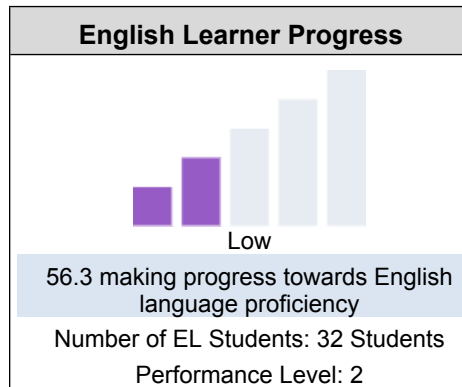 English Learner Progress
Low
56.3 making progress towards English
language proficiency
Number of EL Students: 32 Students
Performance Level: 2